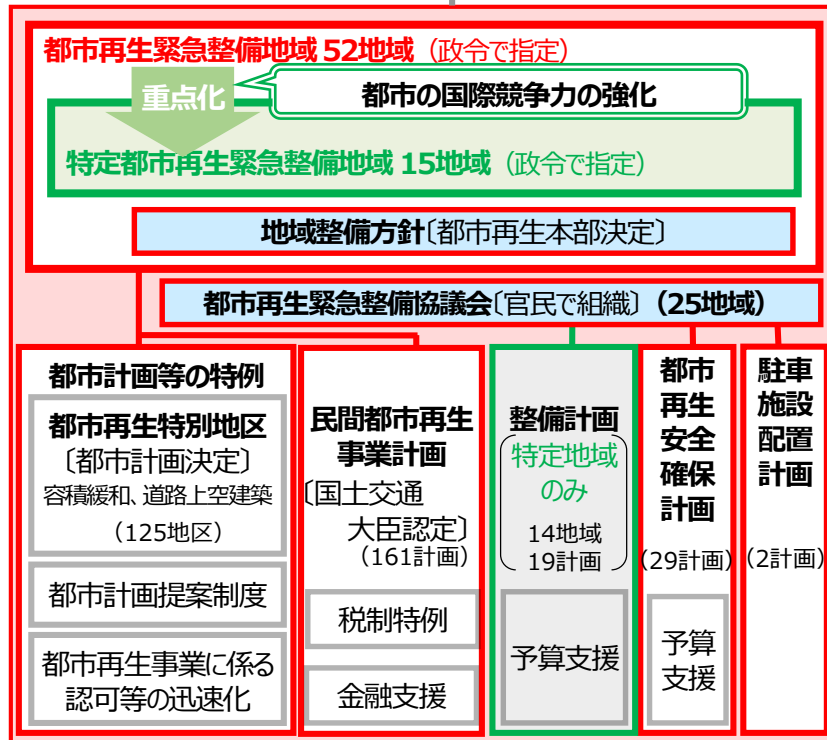 都市再生緊急整備地域 52地域（政令で指定）
重点化
都市の国際競争力の強化
特定都市再生緊急整備地域 15地域（政令で指定）
地域整備方針〔都市再生本部決定〕
都市再生緊急整備協議会〔官民で組織〕（25地域）
都市計画等の特例
都市再生特別地区
〔都市計画決定〕
容積緩和、道路上空建築
（125地区）
都市計画提案制度
都市再生事業に係る
認可等の迅速化
民間都市再生
事業計画
〔国土交通
大臣認定〕
（161計画）
税制特例
金融支援
整備計画
特定地域
のみ
14地域
19計画
予算支援
都市
再生
安全
確保
計画
（29計画）
予算
支援
駐車
施設
配置
計画
（2計画）